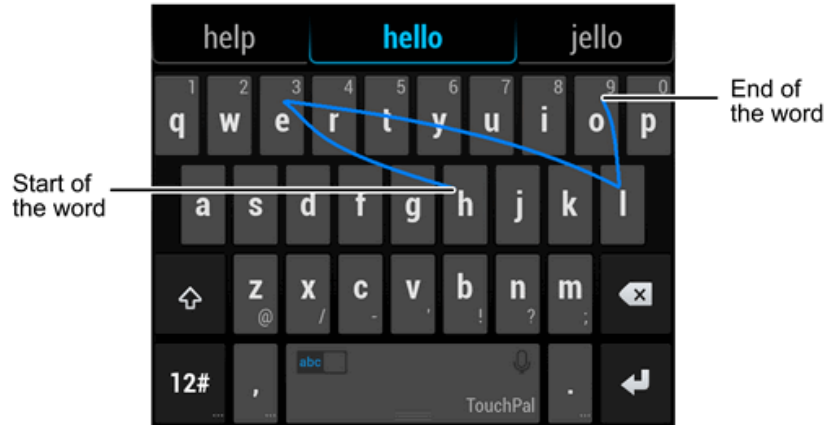 help hello jello
1 2 3 4 5 6 7 8 9 0
q w e r t y u i o p
End of
the word
Start of
the word
a s d f g h j k l
z x c v b n m
@ / - ' ! ? ;
abc
12# , TouchPal .